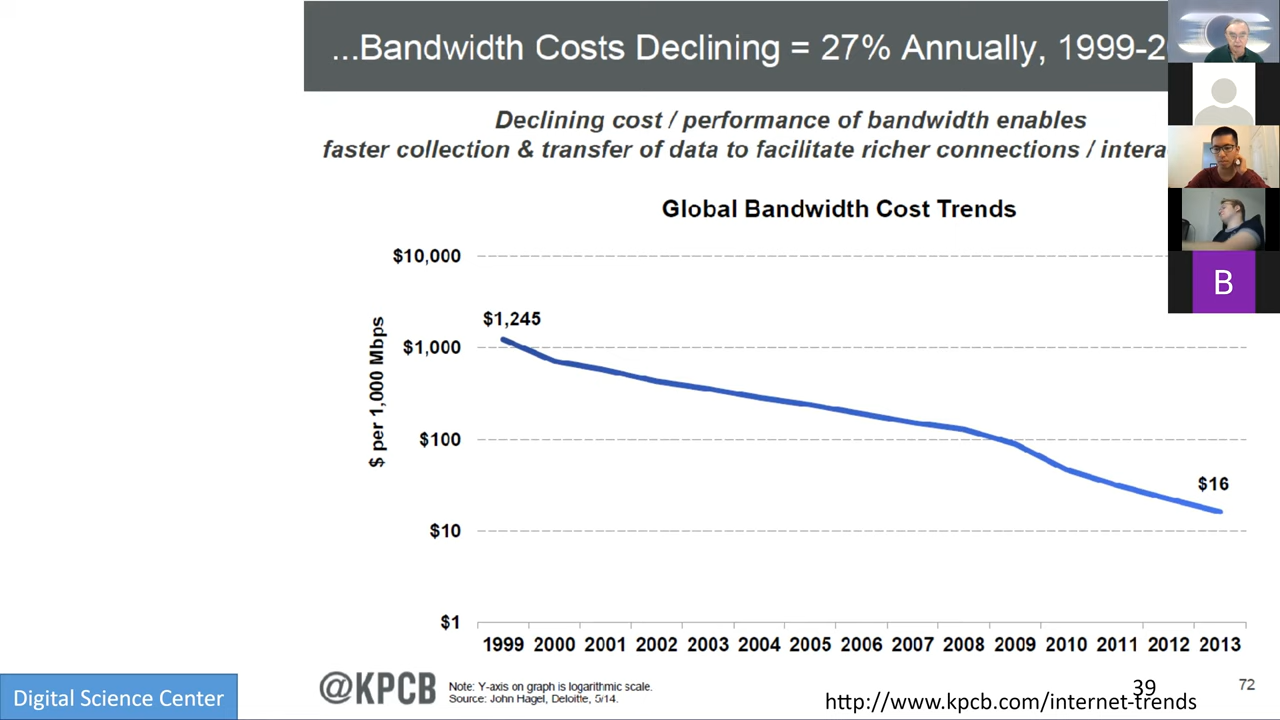 ...Bandwidth Costs Declining = 27% Annually, 1999-2
Declining cost / performance of bandwidth enables
faster collection & transfer of data to facilitate richer connections / intera
Global Bandwidth Cost Trends
$ per 1,000 Mbps
$10,000
$1,000
$100
$10
$1
$1,245
$16
1999 2000 2001 2002 2003 2004 2005 2006 2007 2008 2009 2010 2011 2012 2013
B
@KPCB
Note: Y-axis on graph is logarithmic scale.
Source: John Hagel, Deloitte, 5/14.
Digital Science Center
39
http://www.kpcb.com/internet-trends
72